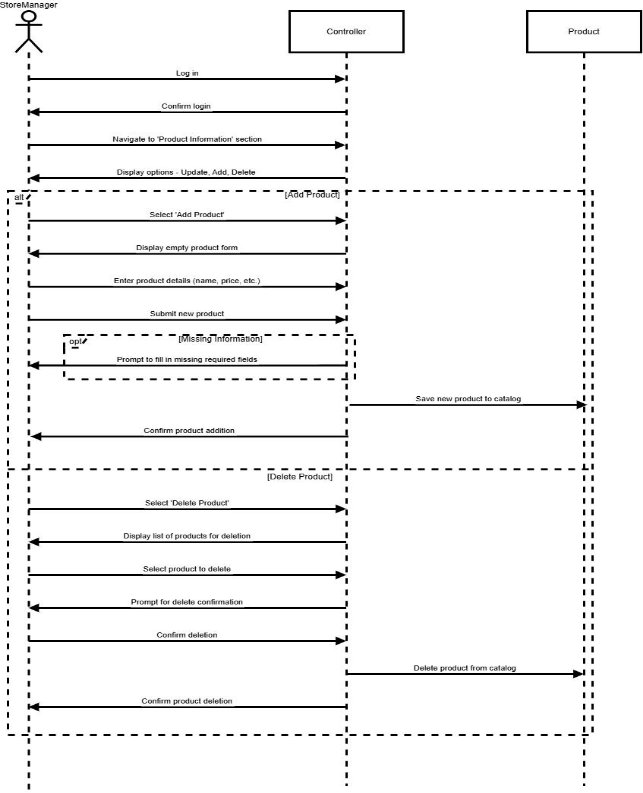 StoreManager
Controller
Product
Log in
Confirm login
Navigate to 'Product Information' section
Display options - Update, Add, Delete
alt
[Add Product]
Select 'Add Product'
Display empty product form
Enter product details (name, price, etc.)
Submit new product
opt
[Missing Information]
Prompt to fill in missing required fields
Save new product to catalog
Confirm product addition
[Delete Product]
Select 'Delete Product'
Display list of products for deletion
Select product to delete
Prompt for delete confirmation
Confirm deletion
Delete product from catalog
Confirm product deletion